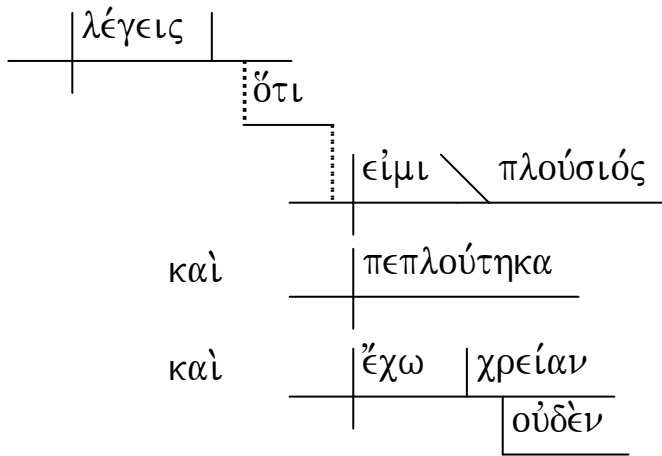 λέγεις
ὅτι
εἰμι πλούσιός
καὶ πεπλούτηκα
καὶ ἔχω χρείαν
οὐδὲν